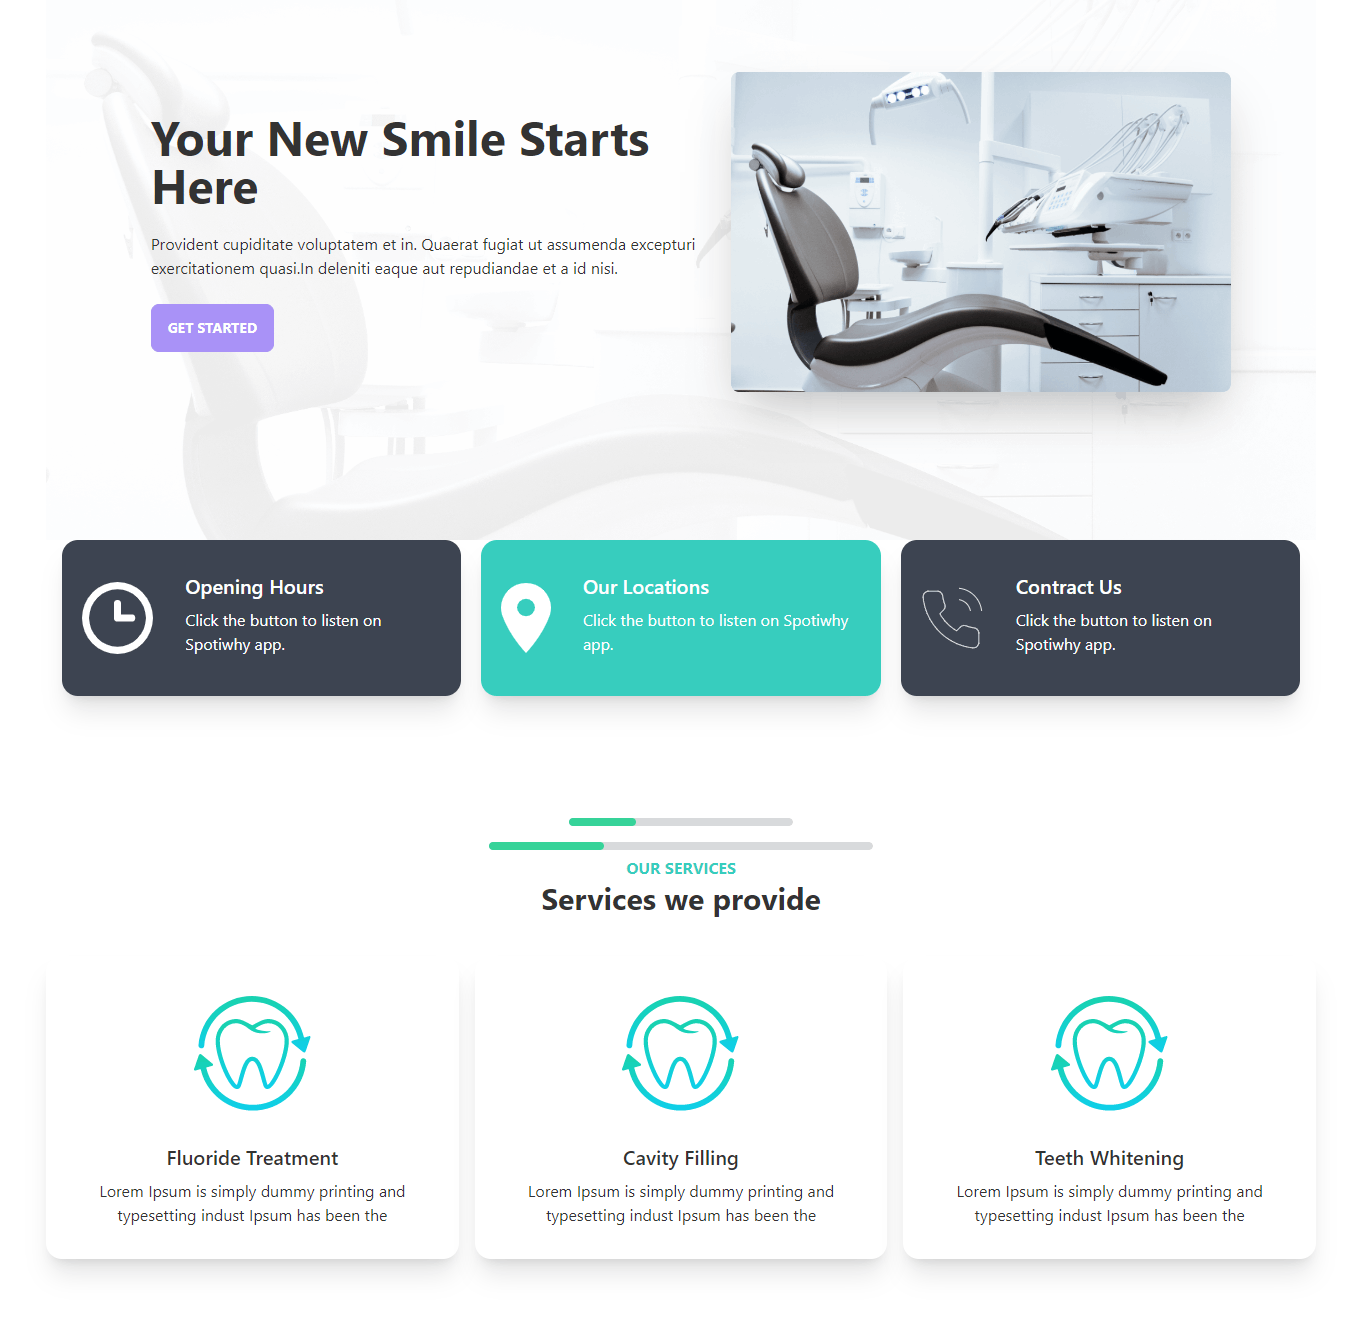 Your New Smile Starts
Here
Provident cupiditate voluptatem et in. Quaerat fugiat ut assumenda excepturi
exercitationem quasi.In deleniti eaque aut repudiandae et a id nisi.
GET STARTED
Opening Hours
Click the button to listen on
Spotiwhy app.
Our Locations
Click the button to listen on Spotiwhy
app.
Contract Us
Click the button to listen on
Spotiwhy app.
OUR SERVICES
Services we provide
Fluoride Treatment
Lorem Ipsum is simply dummy printing and
typesetting indust Ipsum has been the
Cavity Filling
Lorem Ipsum is simply dummy printing and
typesetting indust Ipsum has been the
Teeth Whitening
Lorem Ipsum is simply dummy printing and
typesetting indust Ipsum has been the